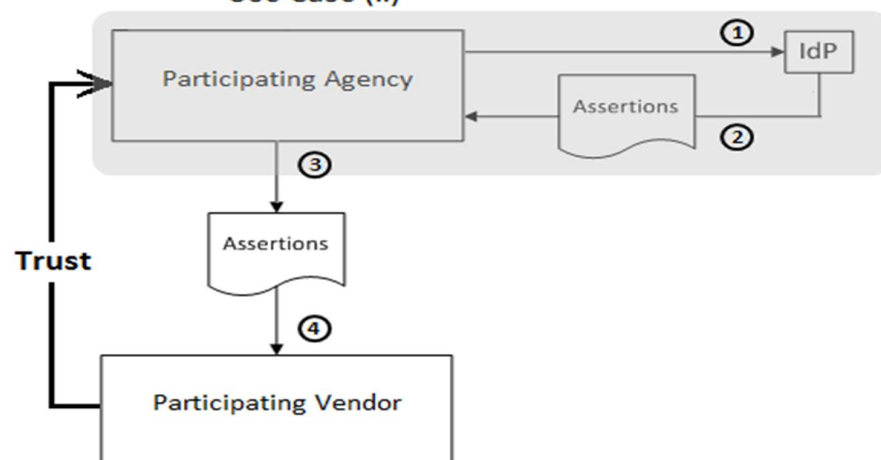 ①
IdP
Participating Agency
Assertions
②
③
Assertions
Trust
④
Participating Vendor